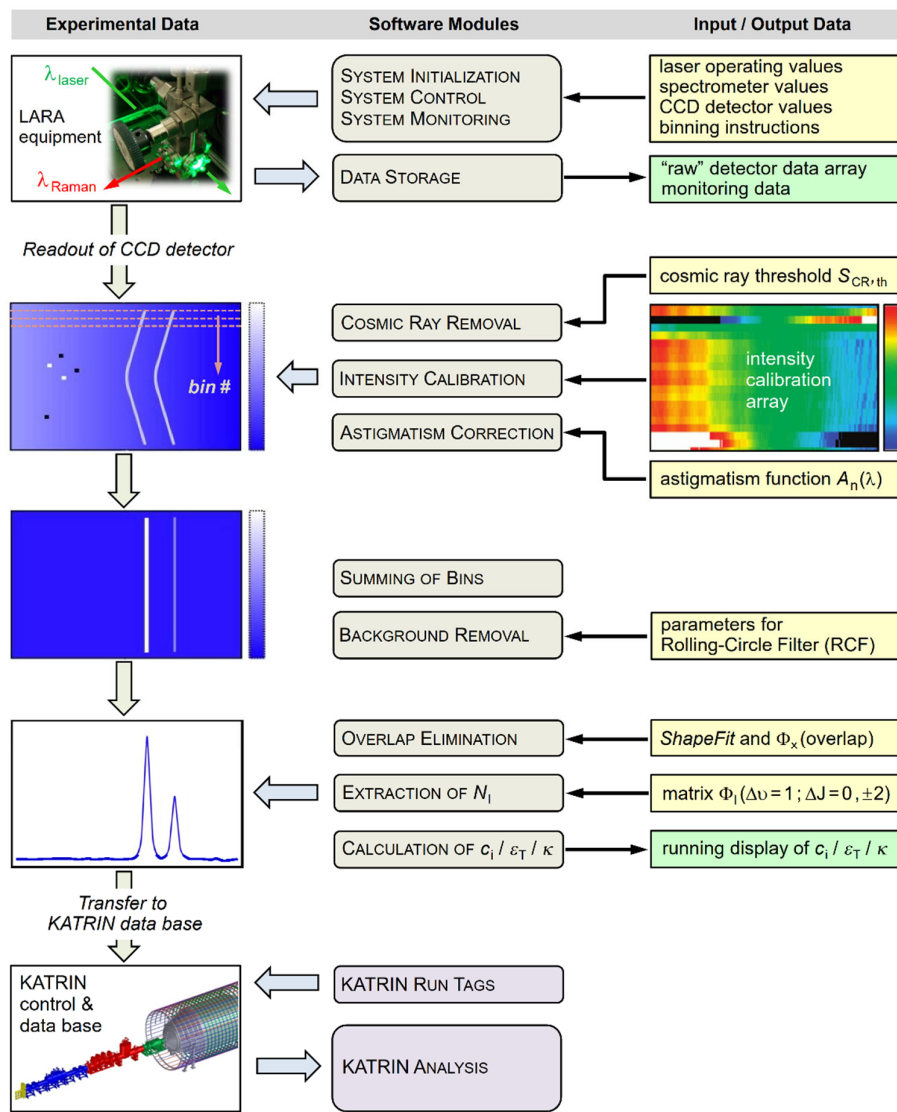 Experimental Data
Software Modules
Input / Output Data
λlaser
LARA
equipment
λRaman
SYSTEM INITIALIZATION
SYSTEM CONTROL
SYSTEM MONITORING
laser operating values
spectrometer values
CCD detector values
binning instructions
DATA STORAGE
“raw” detector data array
monitoring data
Readout of CCD detector
cosmic ray threshold SCR,th
bin #
COSMIC RAY REMOVAL
INTENSITY CALIBRATION
ASTIGMATISM CORRECTION
intensity
calibration
array
astigmatism function An(λ)
SUMMING OF BINS
BACKGROUND REMOVAL
parameters for
Rolling-Circle Filter (RCF)
OVERLAP ELIMINATION
ShapeFit and Φx(overlap)
EXTRACTION OF NI
matrix ΦI(Δυ=1; ΔJ=0,±2)
CALCULATION OF ci / εT / κ
running display of ci / εT / κ
Transfer to
KATRIN data base
KATRIN
control &
data base
KATRIN RUN TAGS
KATRIN ANALYSIS